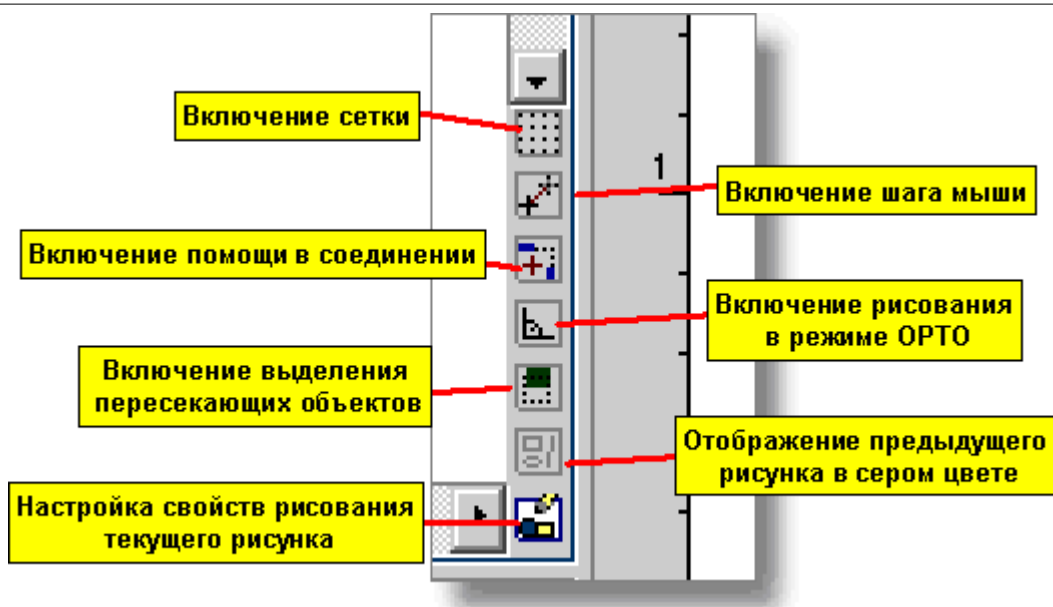 Включение сетки
1
Включение шага мыши
Включение помощи в соединении
Включение рисования
в режиме ОРТО
Включение выделения
пересекающих объектов
Отображение предыдущего
рисунка в сером цвете
Настройка свойств рисования
текущего рисунка